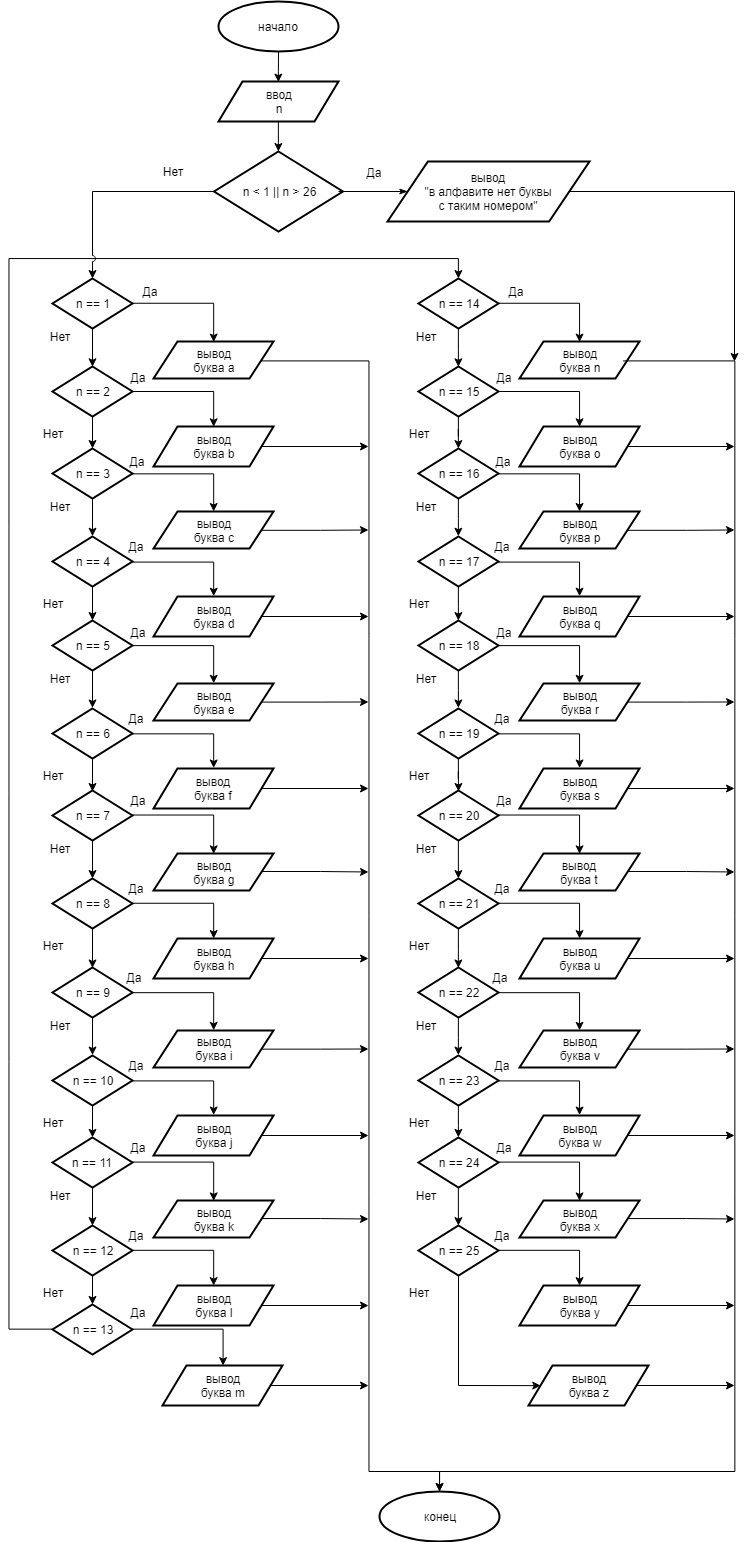 начало
ввод
n
n < 1 || n > 26
Нет
Да
вывод
"в алфавите нет буквы
с таким номером"
n == 1
Да
Нет
вывод
буква a
n == 2
Да
Нет
вывод
буква b
n == 3
Да
Нет
вывод
буква c
n == 4
Да
Нет
вывод
буква d
n == 5
Да
Нет
вывод
буква e
n == 6
Да
Нет
вывод
буква f
n == 7
Да
Нет
вывод
буква g
n == 8
Да
Нет
вывод
буква h
n == 9
Да
Нет
вывод
буква i
n == 10
Да
Нет
вывод
буква j
n == 11
Да
Нет
вывод
буква k
n == 12
Да
Нет
вывод
буква l
n == 13
Да
вывод
буква m
n == 14
Да
Нет
вывод
буква n
n == 15
Да
Нет
вывод
буква o
n == 16
Да
Нет
вывод
буква p
n == 17
Да
Нет
вывод
буква q
n == 18
Да
Нет
вывод
буква r
n == 19
Да
Нет
вывод
буква s
n == 20
Да
Нет
вывод
буква t
n == 21
Да
Нет
вывод
буква u
n == 22
Да
Нет
вывод
буква v
n == 23
Да
Нет
вывод
буква w
n == 24
Да
Нет
вывод
буква x
n == 25
Да
Нет
вывод
буква y
вывод
буква z
конец